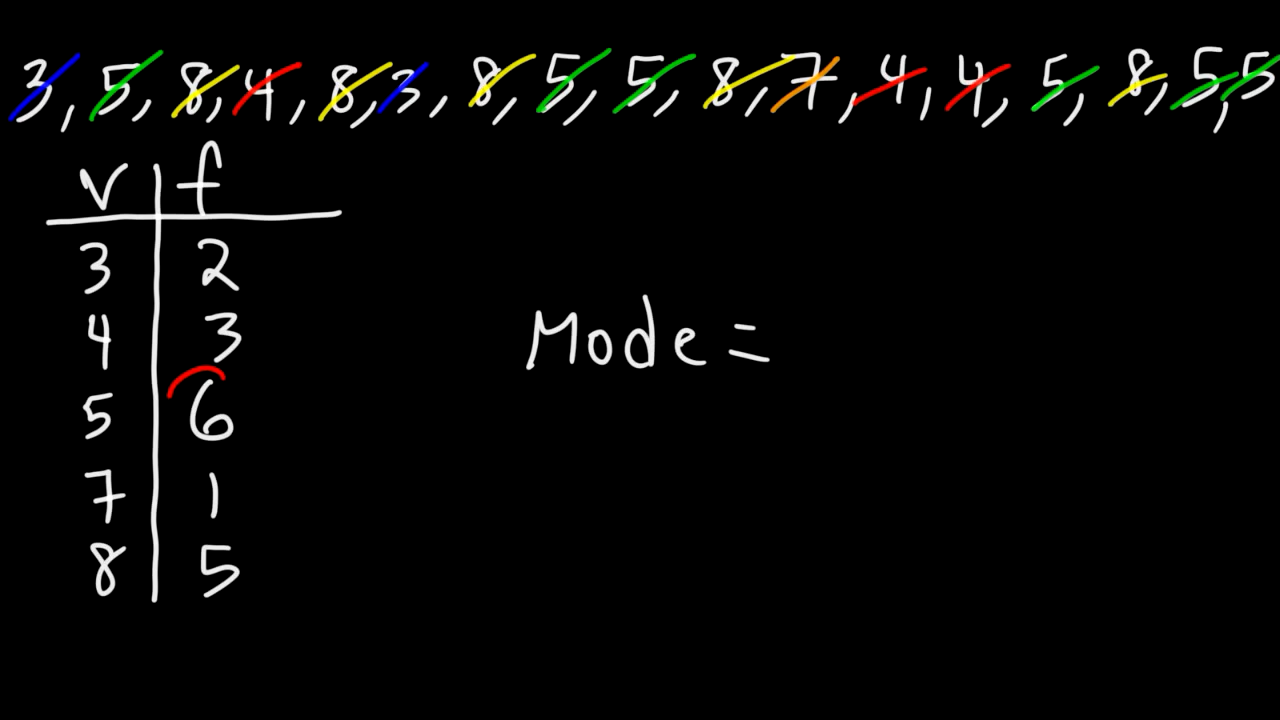 3, 5, 8, 4, 8, 3, 8, 5, 5, 8, 7, 4, 4, 5, 8, 5, 5
v f
3 2
4 3
5 6
7 1
8 5
Mode =